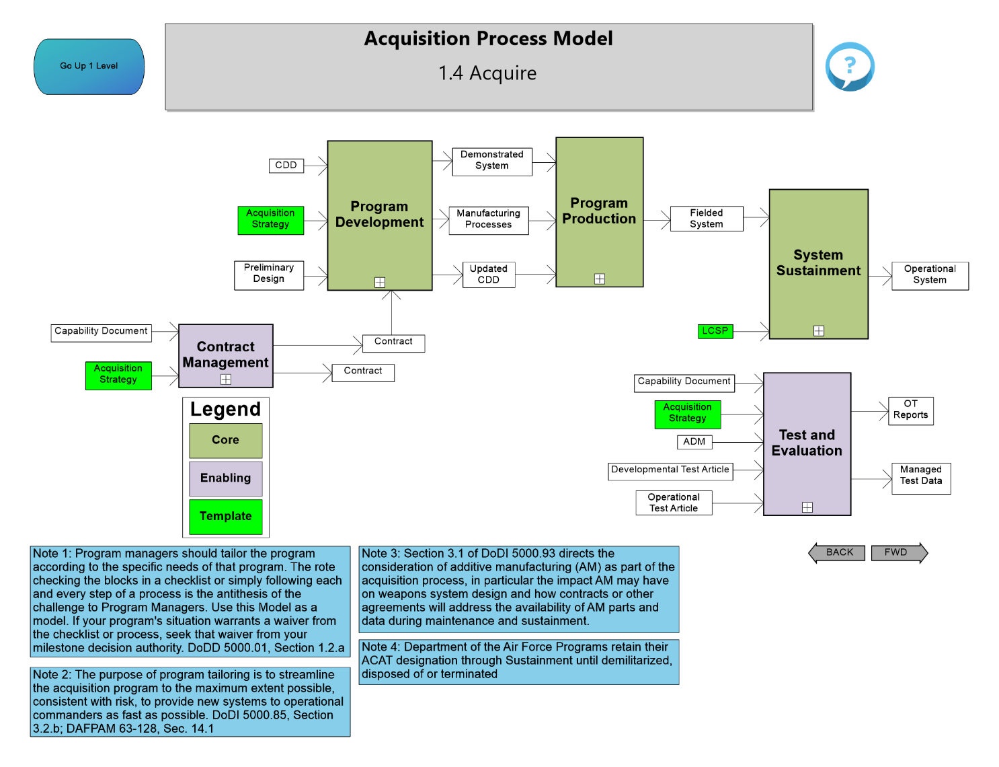 Acquisition Process Model
1.4 Acquire
Go Up 1 Level
?
CDD
Acquisition
Strategy
Preliminary
Design
Program
Development
Demonstrated
System
Manufacturing
Processes
Updated
CDD
Program
Production
Fielded
System
System
Sustainment
LCSP
Operational
System
Capability Document
Acquisition
Strategy
Contract
Management
Contract
Contract
Legend
Core
Enabling
Template
Capability Document
Acquisition
Strategy
ADM
Developmental Test Article
Operational
Test Article
Test and
Evaluation
OT
Reports
Managed
Test Data
BACK
FWD
Note 1: Program managers should tailor the program
according to the specific needs of that program. The rote
checking the blocks in a checklist or simply following each
and every step of a process is the antithesis of the
challenge to Program Managers. Use this Model as a
model. If your program's situation warrants a waiver from
the checklist or process, seek that waiver from your
milestone decision authority. DoDD 5000.01, Section 1.2.a
Note 2: The purpose of program tailoring is to streamline
the acquisition program to the maximum extent possible,
consistent with risk, to provide new systems to operational
commanders as fast as possible. DoDI 5000.85, Section
3.2.b; DAFPAM 63-128, Sec. 14.1
Note 3: Section 3.1 of DoDI 5000.93 directs the
consideration of additive manufacturing (AM) as part of the
acquisition process, in particular the impact AM may have
on weapons system design and how contracts or other
agreements will address the availability of AM parts and
data during maintenance and sustainment.
Note 4: Department of the Air Force Programs retain their
ACAT designation through Sustainment until demilitarized,
disposed of or terminated